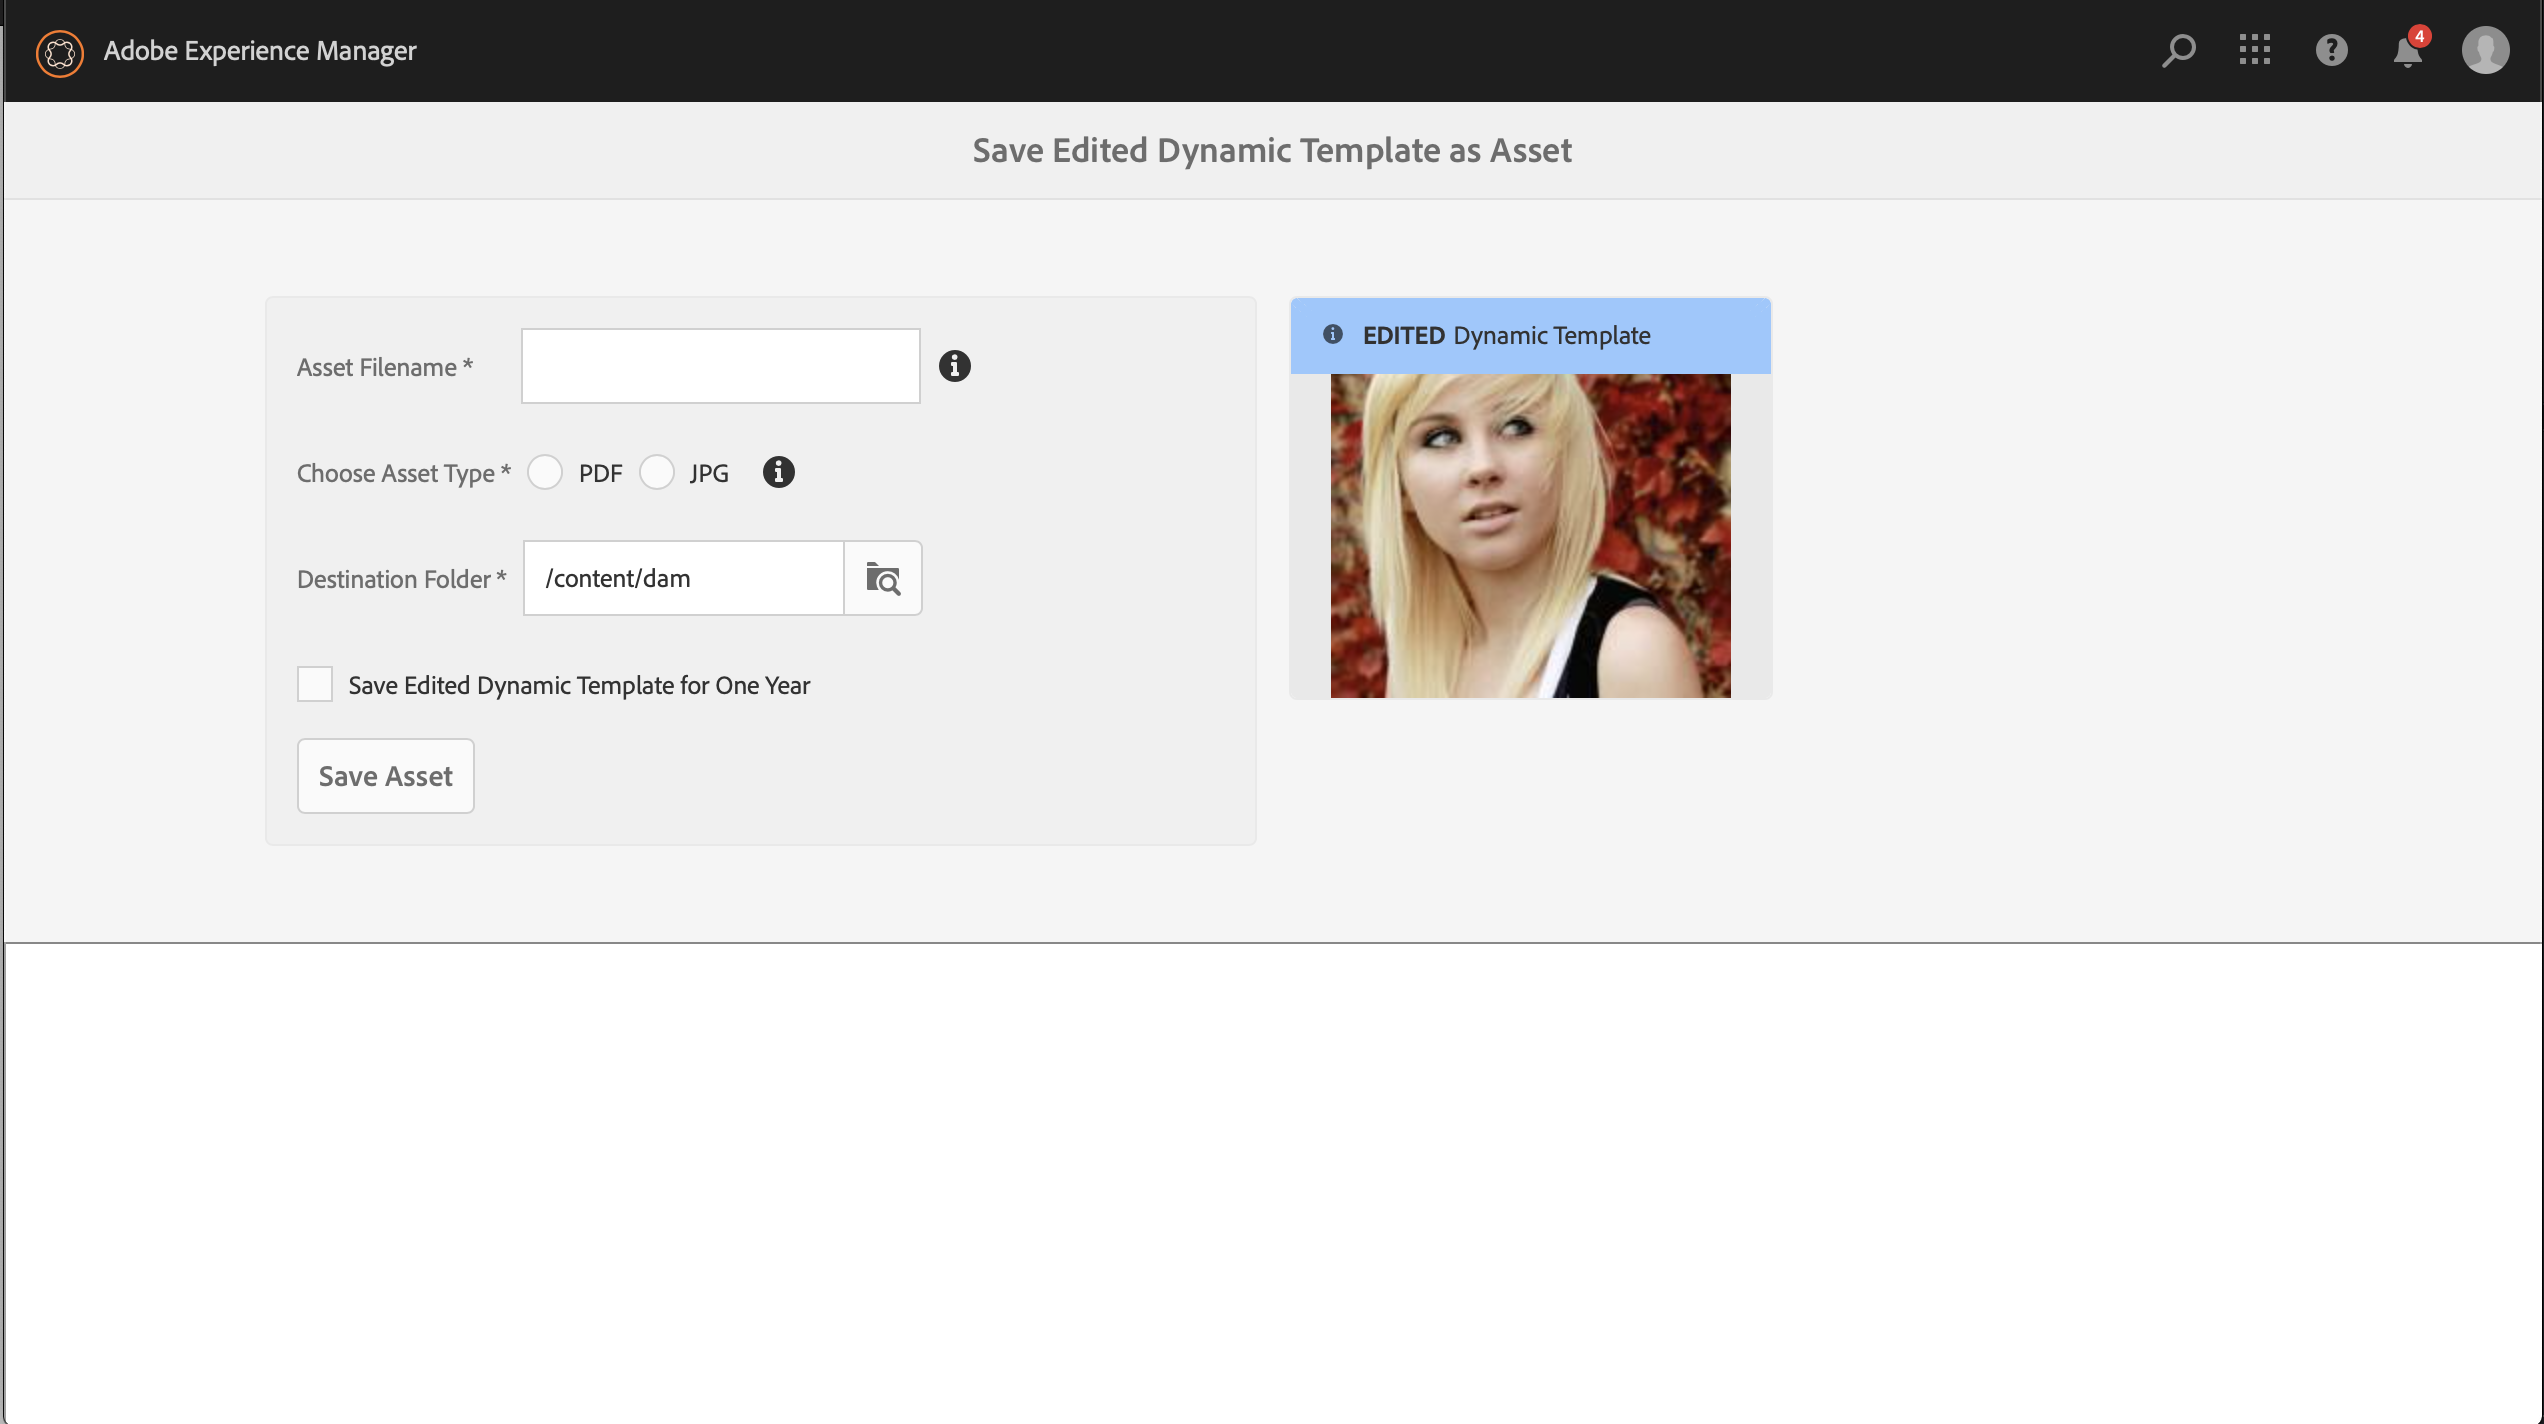 Adobe Experience Manager
4
Save Edited Dynamic Template as Asset
Asset Filename *
Choose Asset Type * PDF JPG
Destination Folder * /content/dam
Save Edited Dynamic Template for One Year
Save Asset
EDITED Dynamic Template